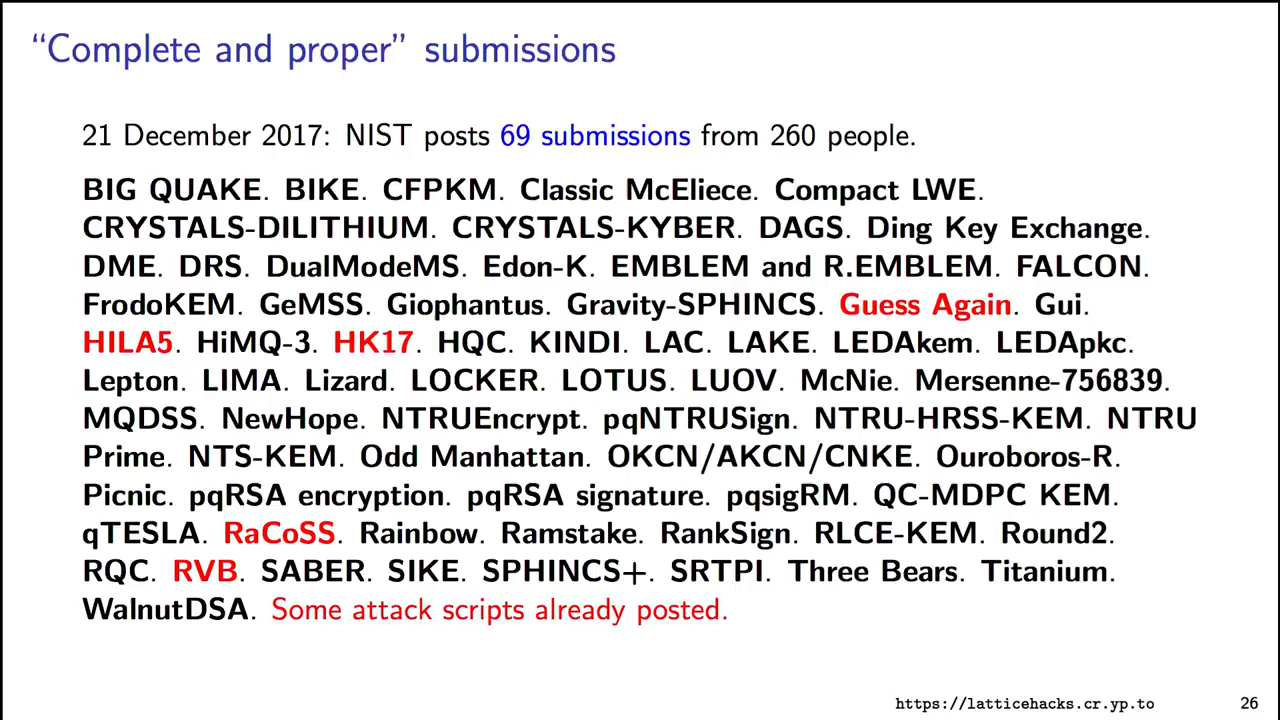 “Complete and proper” submissions
21 December 2017: NIST posts 69 submissions from 260 people.
BIG QUAKE. BIKE. CFPKM. Classic McEliece. Compact LWE.
CRYSTALS-DILITHIUM. CRYSTALS-KYBER. DAGS. Ding Key Exchange.
DME. DRS. DualModeMS. Edon-K. EMBLEM and R.EMBLEM. FALCON.
FrodoKEM. GeMSS. Giophantus. Gravity-SPHINCS. Guess Again. Gui.
HILA5. HiMQ-3. HK17. HQC. KINDI. LAC. LAKE. LEDAkem. LEDApkc.
Lepton. LIMA. Lizard. LOCKER. LOTUS. LUOV. McNie. Mersenne-756839.
MQDSS. NewHope. NTRUEncrypt. pqNTRUSign. NTRU-HRSS-KEM. NTRU
Prime. NTS-KEM. Odd Manhattan. OKCN/AKCN/CNKE. Ouroboros-R.
Picnic. pqRSA encryption. pqRSA signature. pqsigRM. QC-MDPC KEM.
qTESLA. RaCoSS. Rainbow. Ramstake. RankSign. RLCE-KEM. Round2.
RQC. RVB. SABER. SIKE. SPHINCS+. SRTPI. Three Bears. Titanium.
WalnutDSA. Some attack scripts already posted.
https://latticehacks.cr.yp.to 26